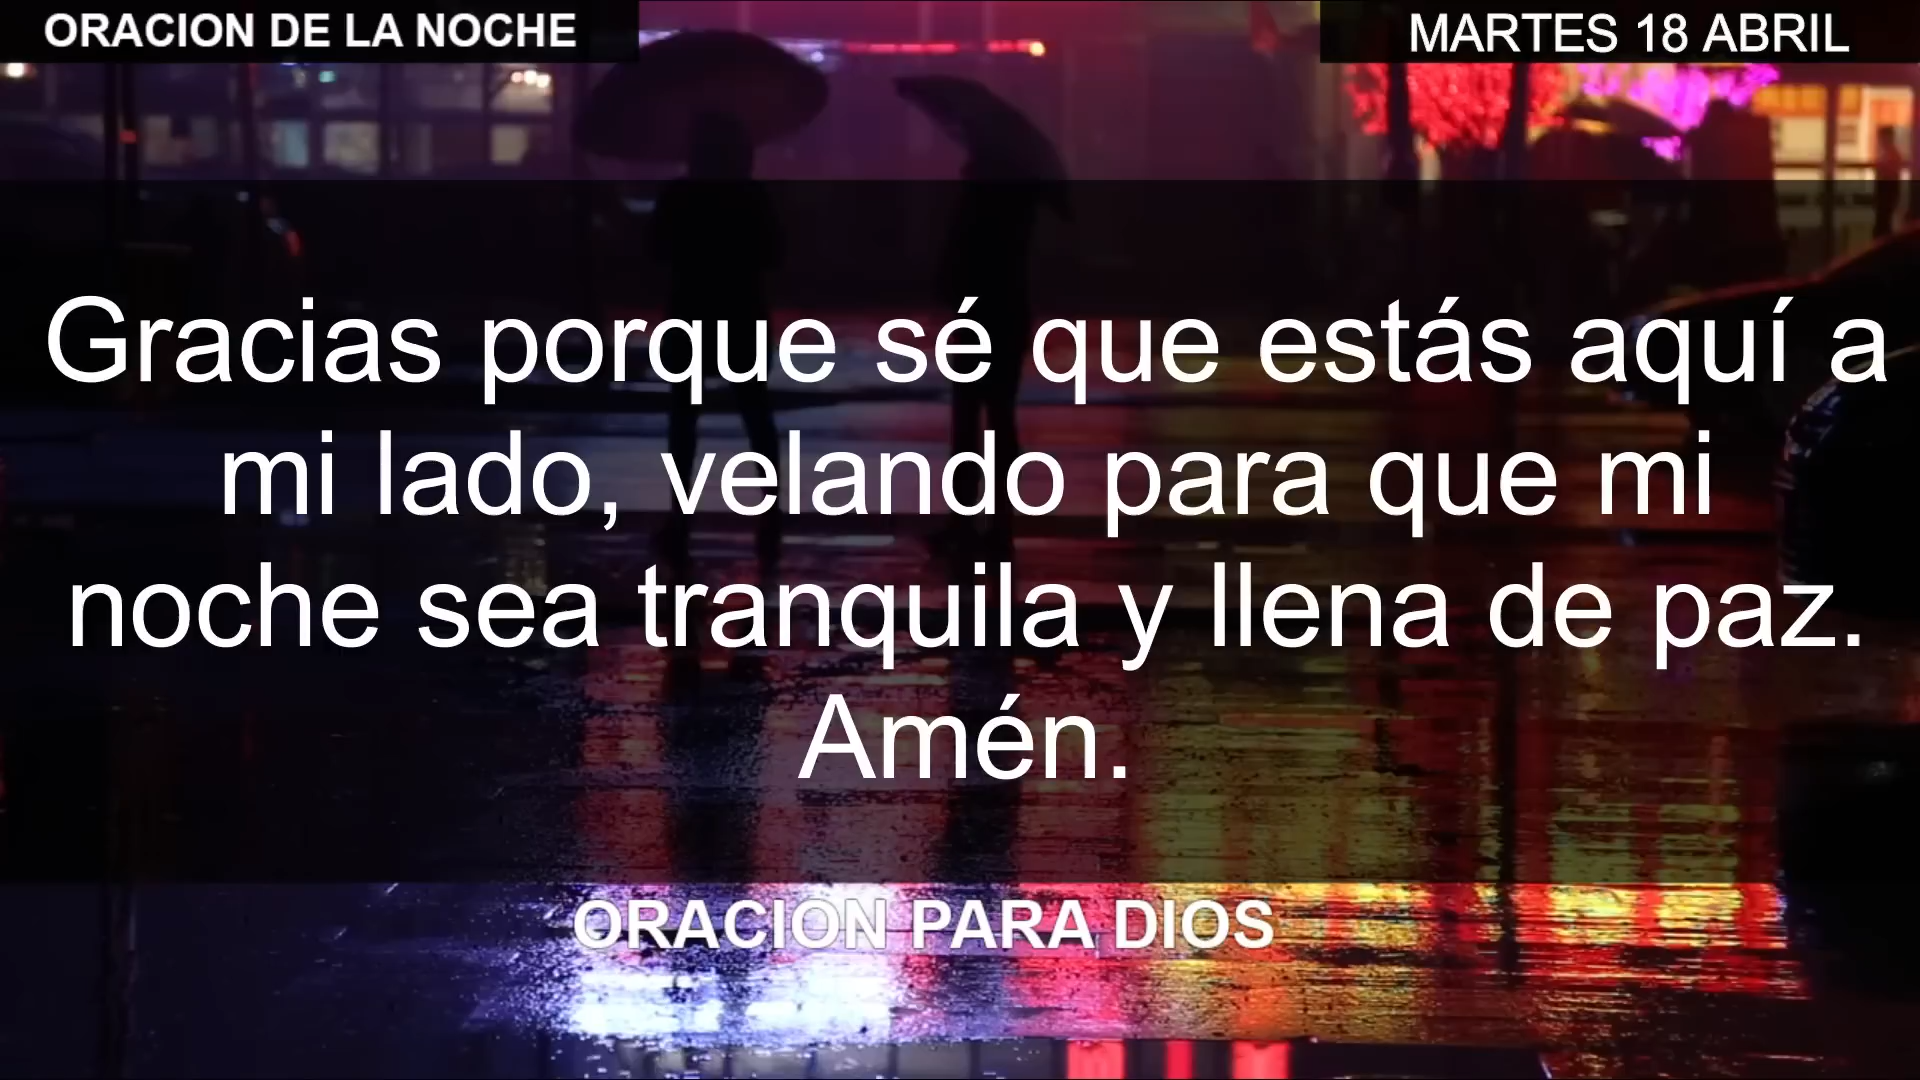 ORACION DE LA NOCHE
MARTES 18 ABRIL
Gracias porque sé que estás aquí a
mi lado, velando para que mi
noche sea tranquila y llena de paz.
Amén.
ORACIÓN PARA DIOS